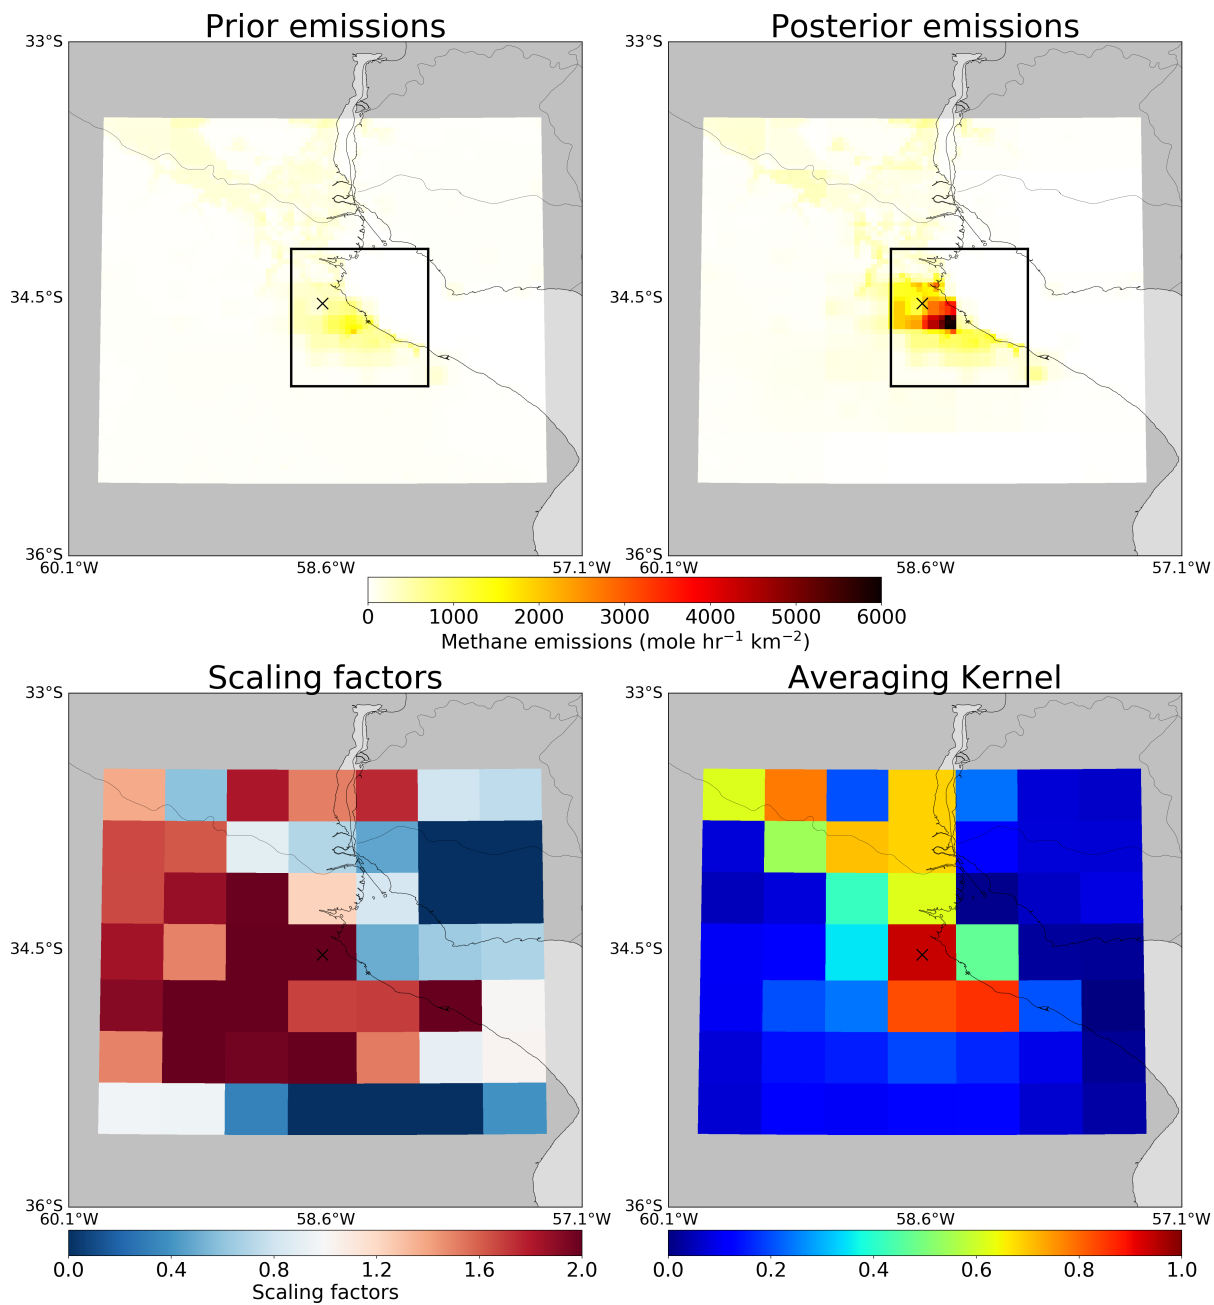 Prior emissions
Posterior emissions
33°S
33°S
34.5°S
34.5°S
36°S
36°S
60.1°W
58.6°W
57.1°W
60.1°W
58.6°W
57.1°W
0 1000 2000 3000 4000 5000 6000
Methane emissions (mole hr⁻¹ km⁻²)
Scaling factors
Averaging Kernel
33°S
33°S
34.5°S
34.5°S
36°S
36°S
60.1°W
58.6°W
57.1°W
60.1°W
58.6°W
57.1°W
0.0 0.4 0.8 1.2 1.6 2.0
0.0 0.2 0.4 0.6 0.8 1.0
Scaling factors